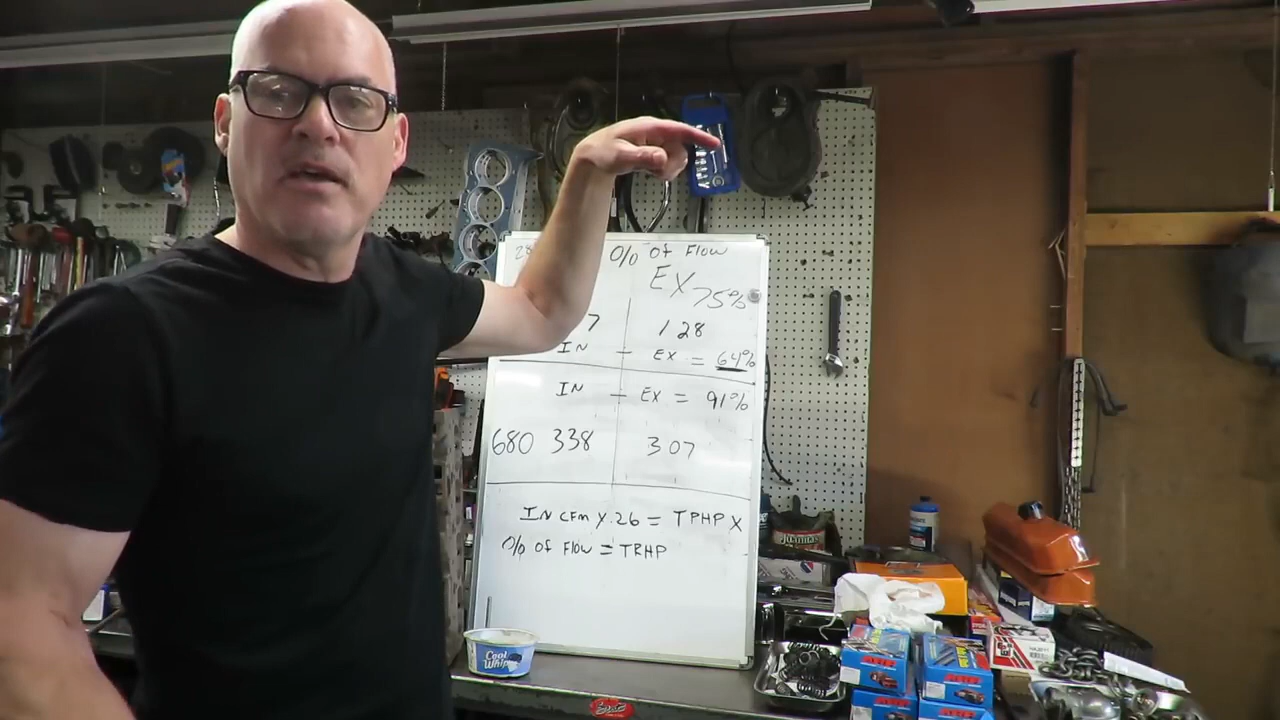 28 % Of FLOW
EX 75%
7 128
IN - EX = 64%
IN - EX = 91%
680 338 307
IN CFM X .26 = TPHP X
% OF FLOW = TRHP
Cool
Whip